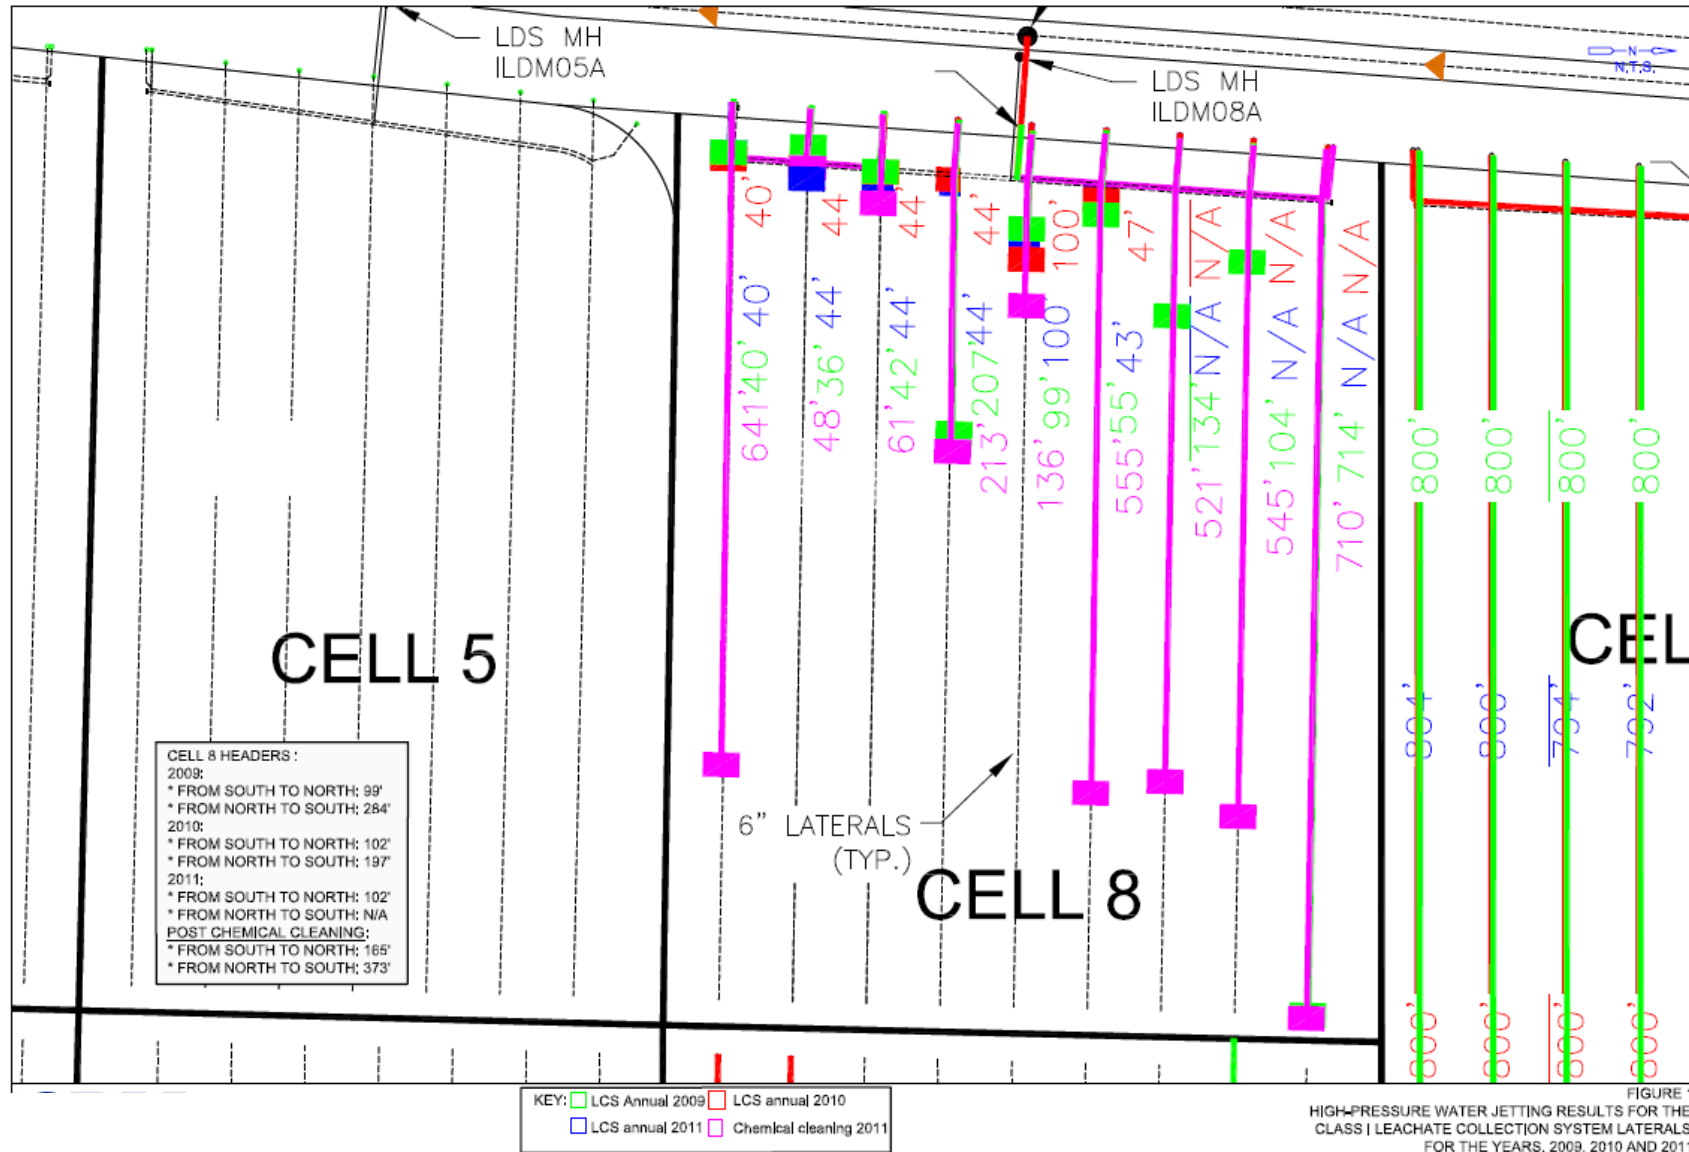 LDS MH
ILDM05A
LDS MH
ILDM08A
N
N.T.S.
40'
44
44'
44'
100'
47'
N/A
N/A
N/A
40'
44'
44'
44'
100'
43'
N/A
N/A
N/A
40'
36'
42'
207'
99'
55'
134'
104'
714'
641'
48'
61'
213'
136'
555'
521'
545'
710'
800'
800'
800'
800'
CELL 5
CELL 8
CEL
804'
800'
794'
792'
6" LATERALS
(TYP.)
800'
800'
800'
800'
CELL 8 HEADERS :
2009:
* FROM SOUTH TO NORTH: 99'
* FROM NORTH TO SOUTH: 284'
2010:
* FROM SOUTH TO NORTH: 102'
* FROM NORTH TO SOUTH: 197'
2011:
* FROM SOUTH TO NORTH: 102'
* FROM NORTH TO SOUTH: N/A
POST CHEMICAL CLEANING:
* FROM SOUTH TO NORTH: 165'
* FROM NORTH TO SOUTH: 373'
KEY: LCS Annual 2009 LCS annual 2010
LCS annual 2011 Chemical cleaning 2011
FIGURE
HIGH-PRESSURE WATER JETTING RESULTS FOR THE
CLASS I LEACHATE COLLECTION SYSTEM LATERALS
FOR THE YEARS, 2009, 2010 AND 2011